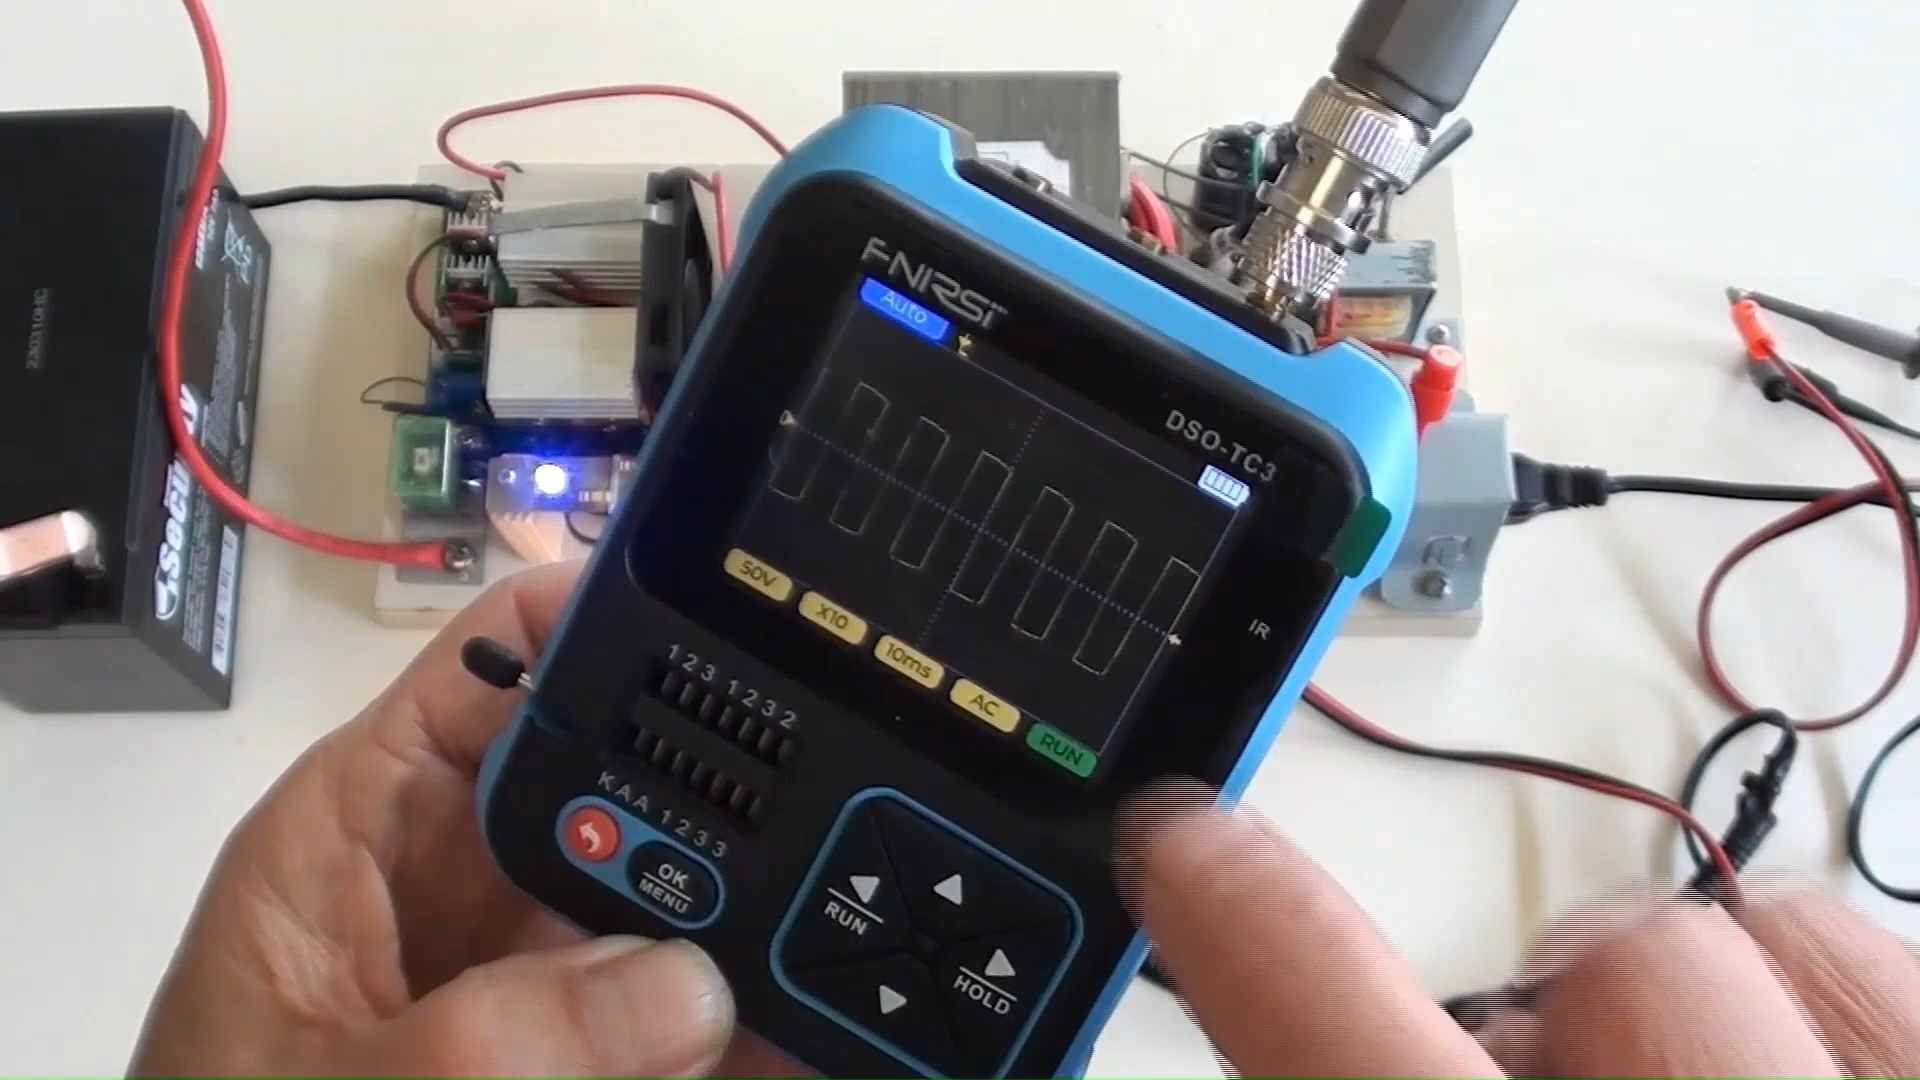 FNIRSI
Auto
DSO-TC3
50V
X10
10ms
AC
RUN
IR
1 2 3 1 2 3 2
K A A 1 2 3 3
OK
MENU
RUN
HOLD
230310HC